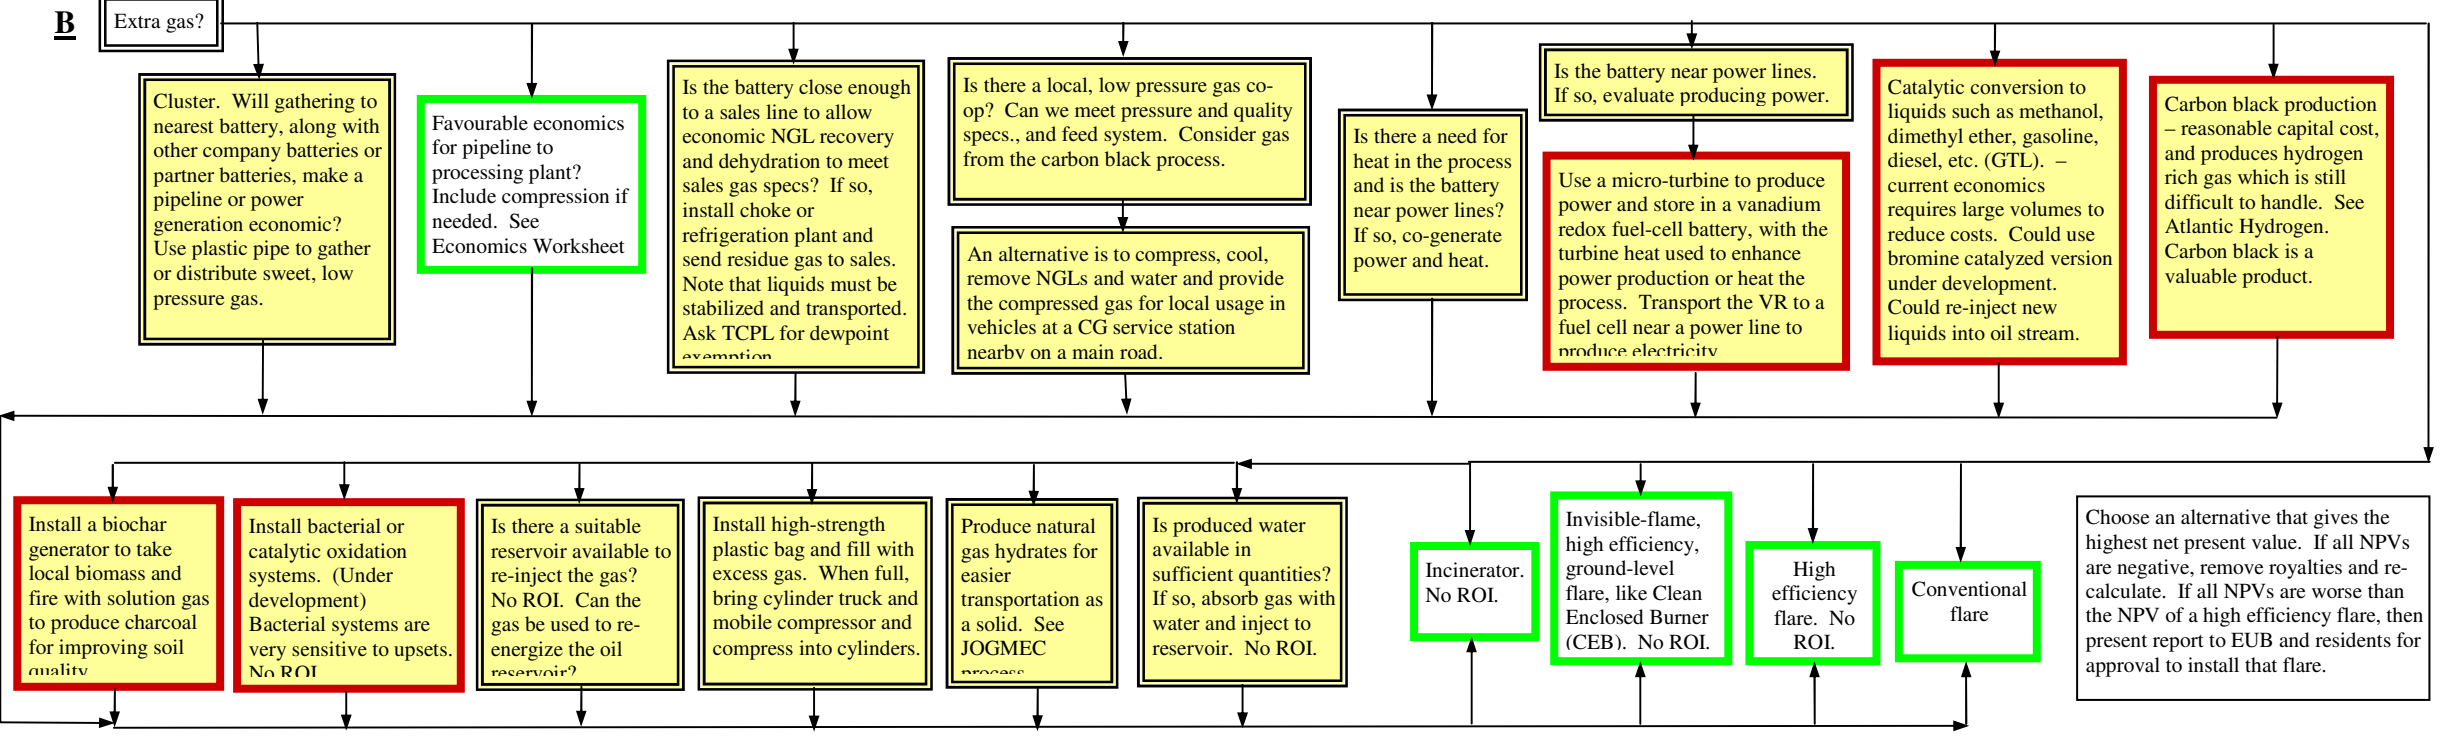 B
Extra gas?
Cluster. Will gathering to
nearest battery, along with
other company batteries or
partner batteries, make a
pipeline or power
generation economic?
Use plastic pipe to gather
or distribute sweet, low
pressure gas.
Favourable economics
for pipeline to
processing plant?
Include compression if
needed. See
Economics Worksheet
Is the battery close enough
to a sales line to allow
economic NGL recovery
and dehydration to meet
sales gas specs? If so,
install choke or
refrigeration plant and
send residue gas to sales.
Note that liquids must be
stabilized and transported.
Ask TCPL for dewpoint
exemption
Is there a local, low pressure gas co-
op? Can we meet pressure and quality
specs., and feed system. Consider gas
from the carbon black process.
An alternative is to compress, cool,
remove NGLs and water and provide
the compressed gas for local usage in
vehicles at a CG service station
nearby on a main road.
Is there a need for
heat in the process
and is the battery
near power lines?
If so, co-generate
power and heat.
Is the battery near power lines.
If so, evaluate producing power.
Use a micro-turbine to produce
power and store in a vanadium
redox fuel-cell battery, with the
turbine heat used to enhance
power production or heat the
process. Transport the VR to a
fuel cell near a power line to
produce electricity
Catalytic conversion to
liquids such as methanol,
dimethyl ether, gasoline,
diesel, etc. (GTL). –
current economics
requires large volumes to
reduce costs. Could use
bromine catalyzed version
under development.
Could re-inject new
liquids into oil stream.
Carbon black production
– reasonable capital cost,
and produces hydrogen
rich gas which is still
difficult to handle. See
Atlantic Hydrogen.
Carbon black is a
valuable product.
Install a biochar
generator to take
local biomass and
fire with solution gas
to produce charcoal
for improving soil
quality
Install bacterial or
catalytic oxidation
systems. (Under
development)
Bacterial systems are
very sensitive to upsets.
No ROI
Is there a suitable
reservoir available to
re-inject the gas?
No ROI. Can the
gas be used to re-
energize the oil
reservoir?
Install high-strength
plastic bag and fill with
excess gas. When full,
bring cylinder truck and
mobile compressor and
compress into cylinders.
Produce natural
gas hydrates for
easier
transportation as
a solid. See
JOGMEC
process
Is produced water
available in
sufficient quantities?
If so, absorb gas with
water and inject to
reservoir. No ROI.
Incinerator.
No ROI.
Invisible-flame,
high efficiency,
ground-level
flare, like Clean
Enclosed Burner
(CEB). No ROI.
High
efficiency
flare. No
ROI.
Conventional
flare
Choose an alternative that gives the
highest net present value. If all NPVs
are negative, remove royalties and re-
calculate. If all NPVs are worse than
the NPV of a high efficiency flare, then
present report to EUB and residents for
approval to install that flare.